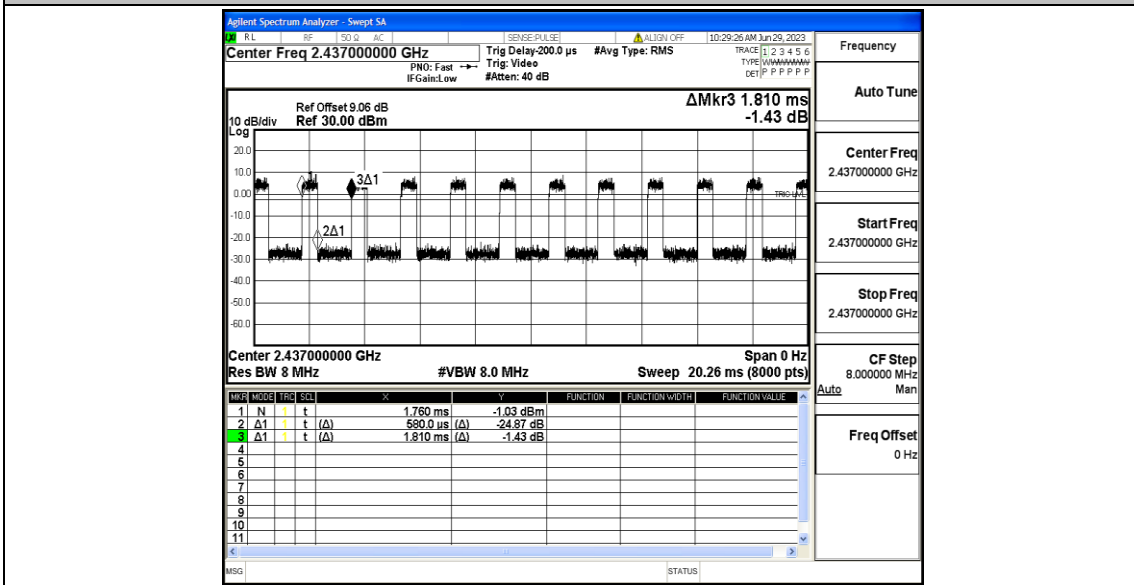 Agilent Spectrum Analyzer - Swept SA
LXI RL RF 50 Ω AC SENSE:PULSE ALIGN OFF 10:29:26 AM Jun 29, 2023
Center Freq 2.437000000 GHz
PNO: Fast
IFGain:Low
Trig Delay-200.0 µs
Trig: Video
#Atten: 40 dB
#Avg Type: RMS
TRACE 1 2 3 4 5 6
TYPE
DET P P P P P P
ΔMkr3 1.810 ms
-1.43 dB
Ref Offset 9.06 dB
10 dB/div Ref 30.00 dBm
Log
20.0
10.0
0.00
-10.0
-20.0
-30.0
-40.0
-50.0
-60.0
1
3Δ1
2Δ1
TRIG LVL
Center 2.437000000 GHz Span 0 Hz
Res BW 8 MHz #VBW 8.0 MHz Sweep 20.26 ms (8000 pts)
MKR MODE TRC SCL X Y FUNCTION FUNCTION WIDTH FUNCTION VALUE
1 N 1 t 1.760 ms -1.03 dBm
2 Δ1 1 t (Δ) 580.0 µs (Δ) -24.87 dB
3 Δ1 1 t (Δ) 1.810 ms (Δ) -1.43 dB
4
5
6
7
8
9
10
11
MSG STATUS
Frequency
Auto Tune
Center Freq
2.437000000 GHz
Start Freq
2.437000000 GHz
Stop Freq
2.437000000 GHz
CF Step
8.000000 MHz
Auto Man
Freq Offset
0 Hz